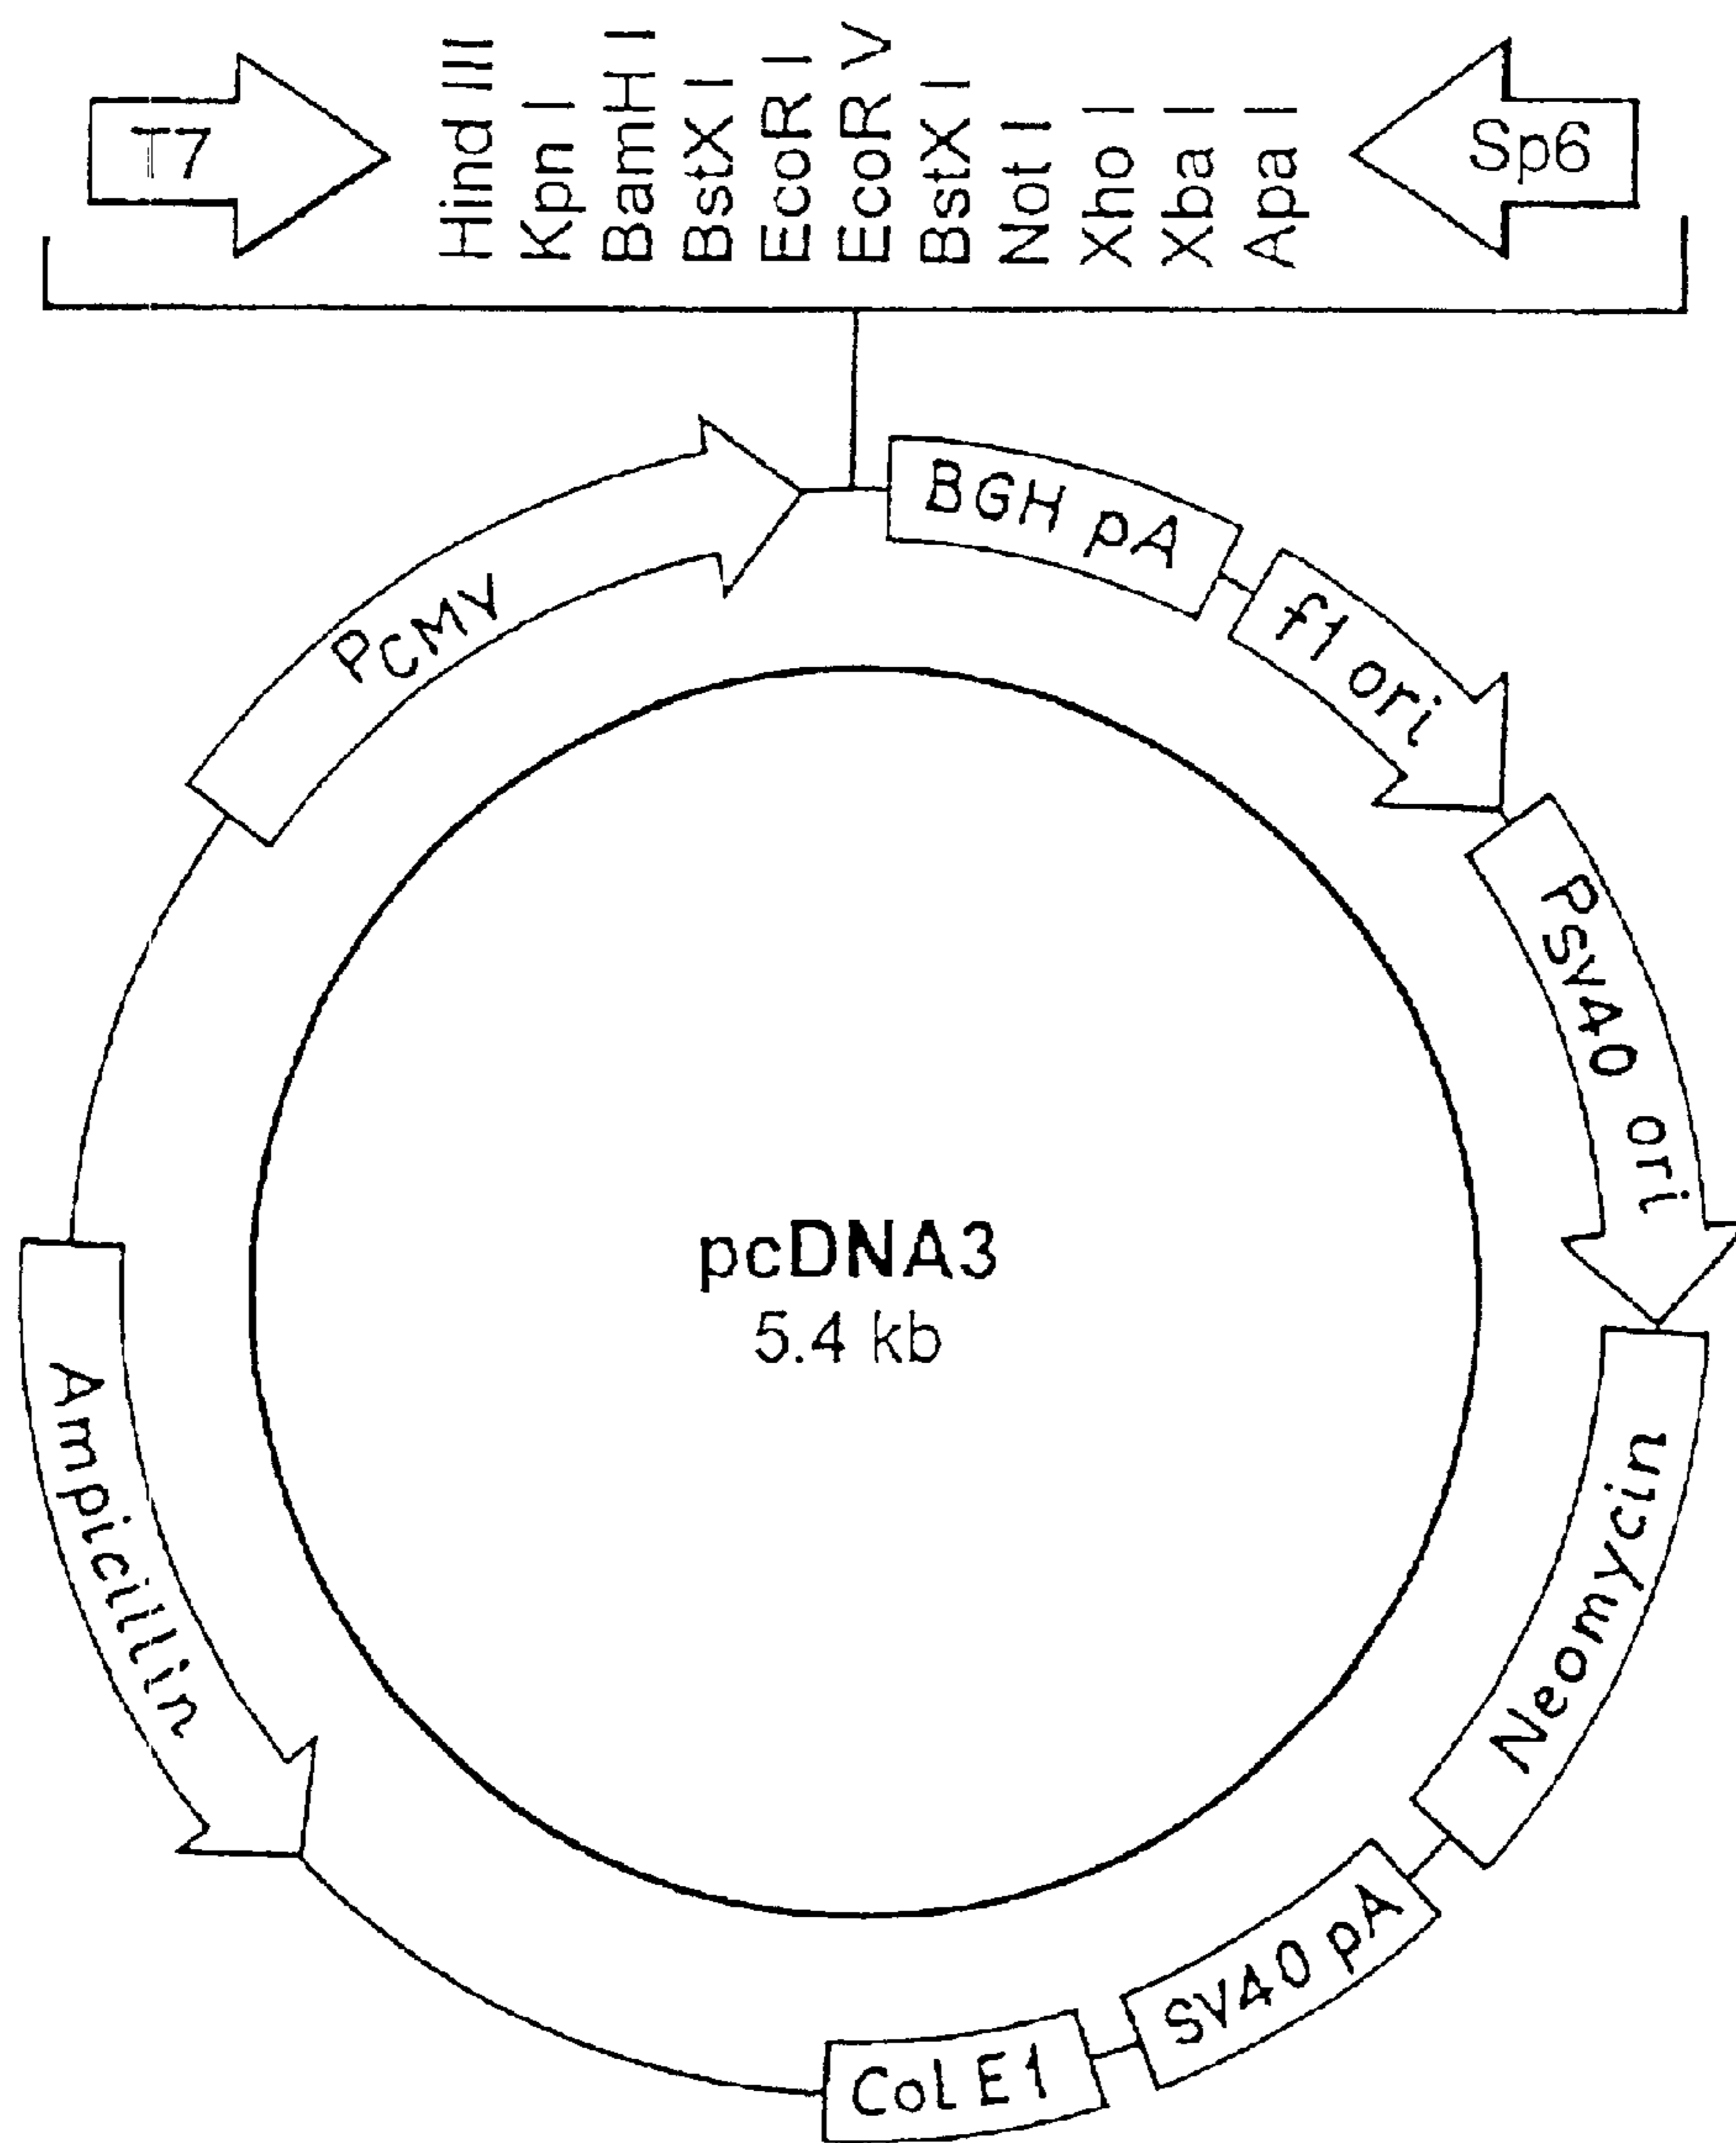 T7
Hind III
Kpn I
BamH I
BstX I
EcoR I
EcoR V
BstX I
Not I
Xho I
Xba I
Apa I
Sp6
PCMV
BGH pA
f1 ori
PSV40 ori
Neomycin
SV40 pA
Col E1
Ampicillin
pcDNA3
5.4 kb